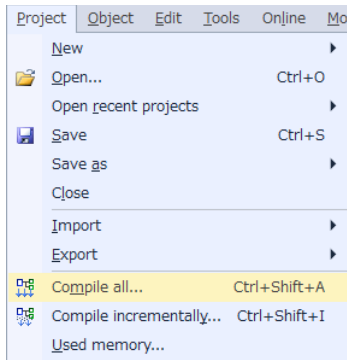 Project Object Edit Tools Online Mo
New
Open... Ctrl+O
Open recent projects
Save Ctrl+S
Save as
Close
Import
Export
Compile all... Ctrl+Shift+A
Compile incrementally... Ctrl+Shift+I
Used memory...